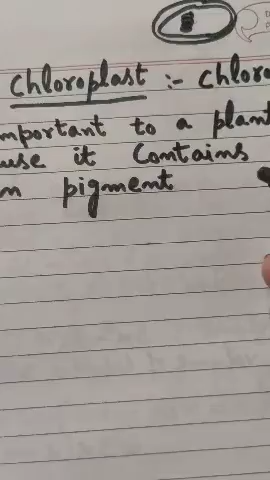 chloroplast :- chloro
mportant to a plant
use it contains
n pigment